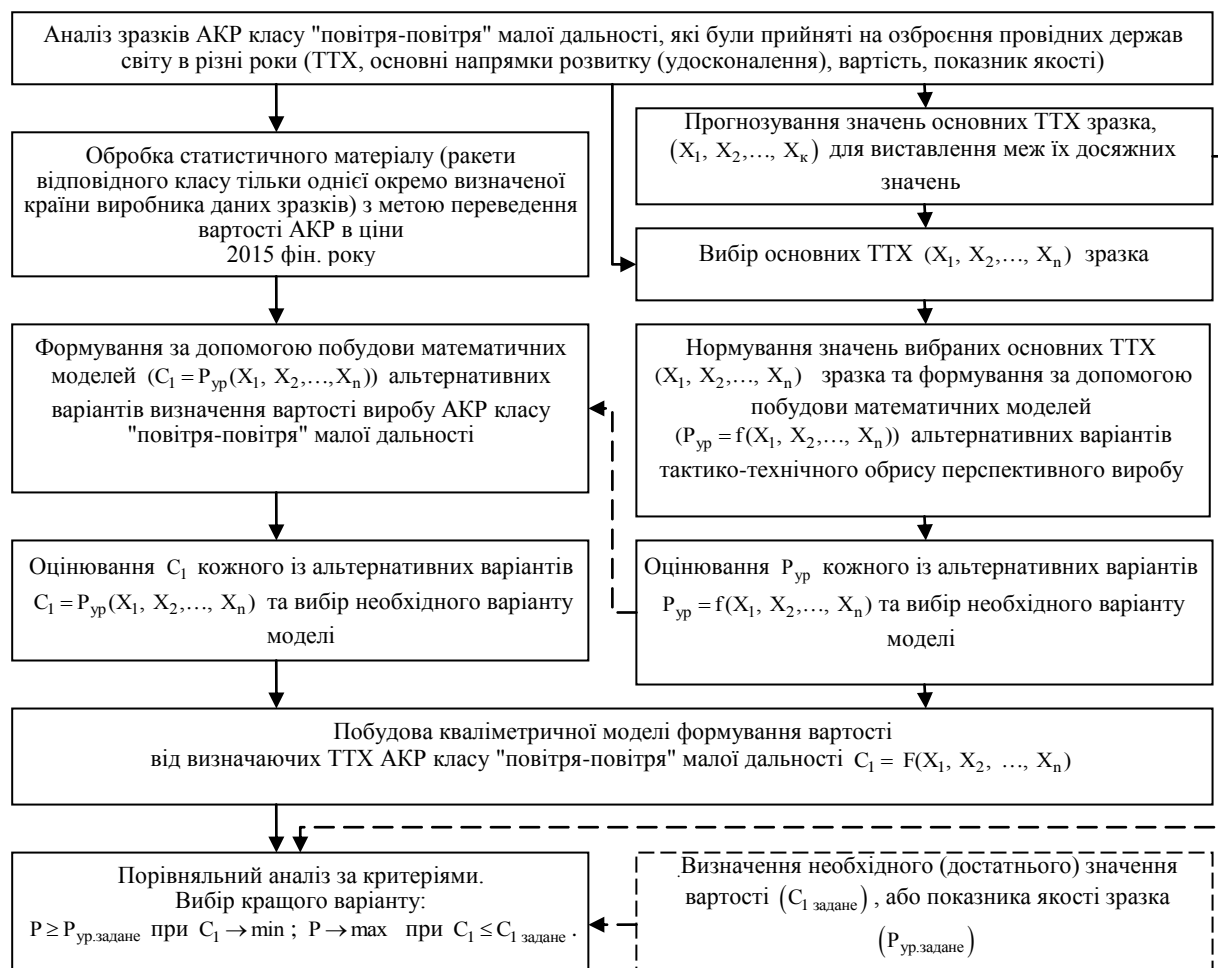 Аналіз зразків АКР класу "повітря-повітря" малої дальності, які були прийняті на озброєння провідних держав
світу в різні роки (ТТХ, основні напрямки розвитку (удосконалення), вартість, показник якості)
Обробка статистичного матеріалу (ракети
відповідного класу тільки однієї окремо визначеної
країни виробника даних зразків) з метою переведення
вартості АКР в ціни
2015 фін. року
Прогнозування значень основних ТТХ зразка,
(X₁, X₂,…, Xк) для виставлення меж їх досяжних
значень
Вибір основних ТТХ (X₁, X₂,…, Xₙ) зразка
Формування за допомогою побудови математичних
моделей (C₁ = Pур(X₁, X₂,…,Xₙ)) альтернативних
варіантів визначення вартості виробу АКР класу
"повітря-повітря" малої дальності
Нормування значень вибраних основних ТТХ
(X₁, X₂,…, Xₙ) зразка та формування за допомогою
побудови математичних моделей
(Pур = f(X₁, X₂,…, Xₙ)) альтернативних варіантів
тактико-технічного обрису перспективного виробу
Оцінювання C₁ кожного із альтернативних варіантів
C₁ = Pур(X₁, X₂,…, Xₙ) та вибір необхідного варіанту
моделі
Оцінювання Pур кожного із альтернативних варіантів
Pур = f(X₁, X₂,…, Xₙ) та вибір необхідного варіанту
моделі
Побудова кваліметричної моделі формування вартості
від визначаючих ТТХ АКР класу "повітря-повітря" малої дальності C₁ = F(X₁, X₂, …, Xₙ)
Порівняльний аналіз за критеріями.
Вибір кращого варіанту:
P ≥ Pур.задане при C₁ → min ; P → max при C₁ ≤ C₁ задане .
.Визначення необхідного (достатнього) значення
вартості (C₁ задане) , або показника якості зразка
(Pур.задане)